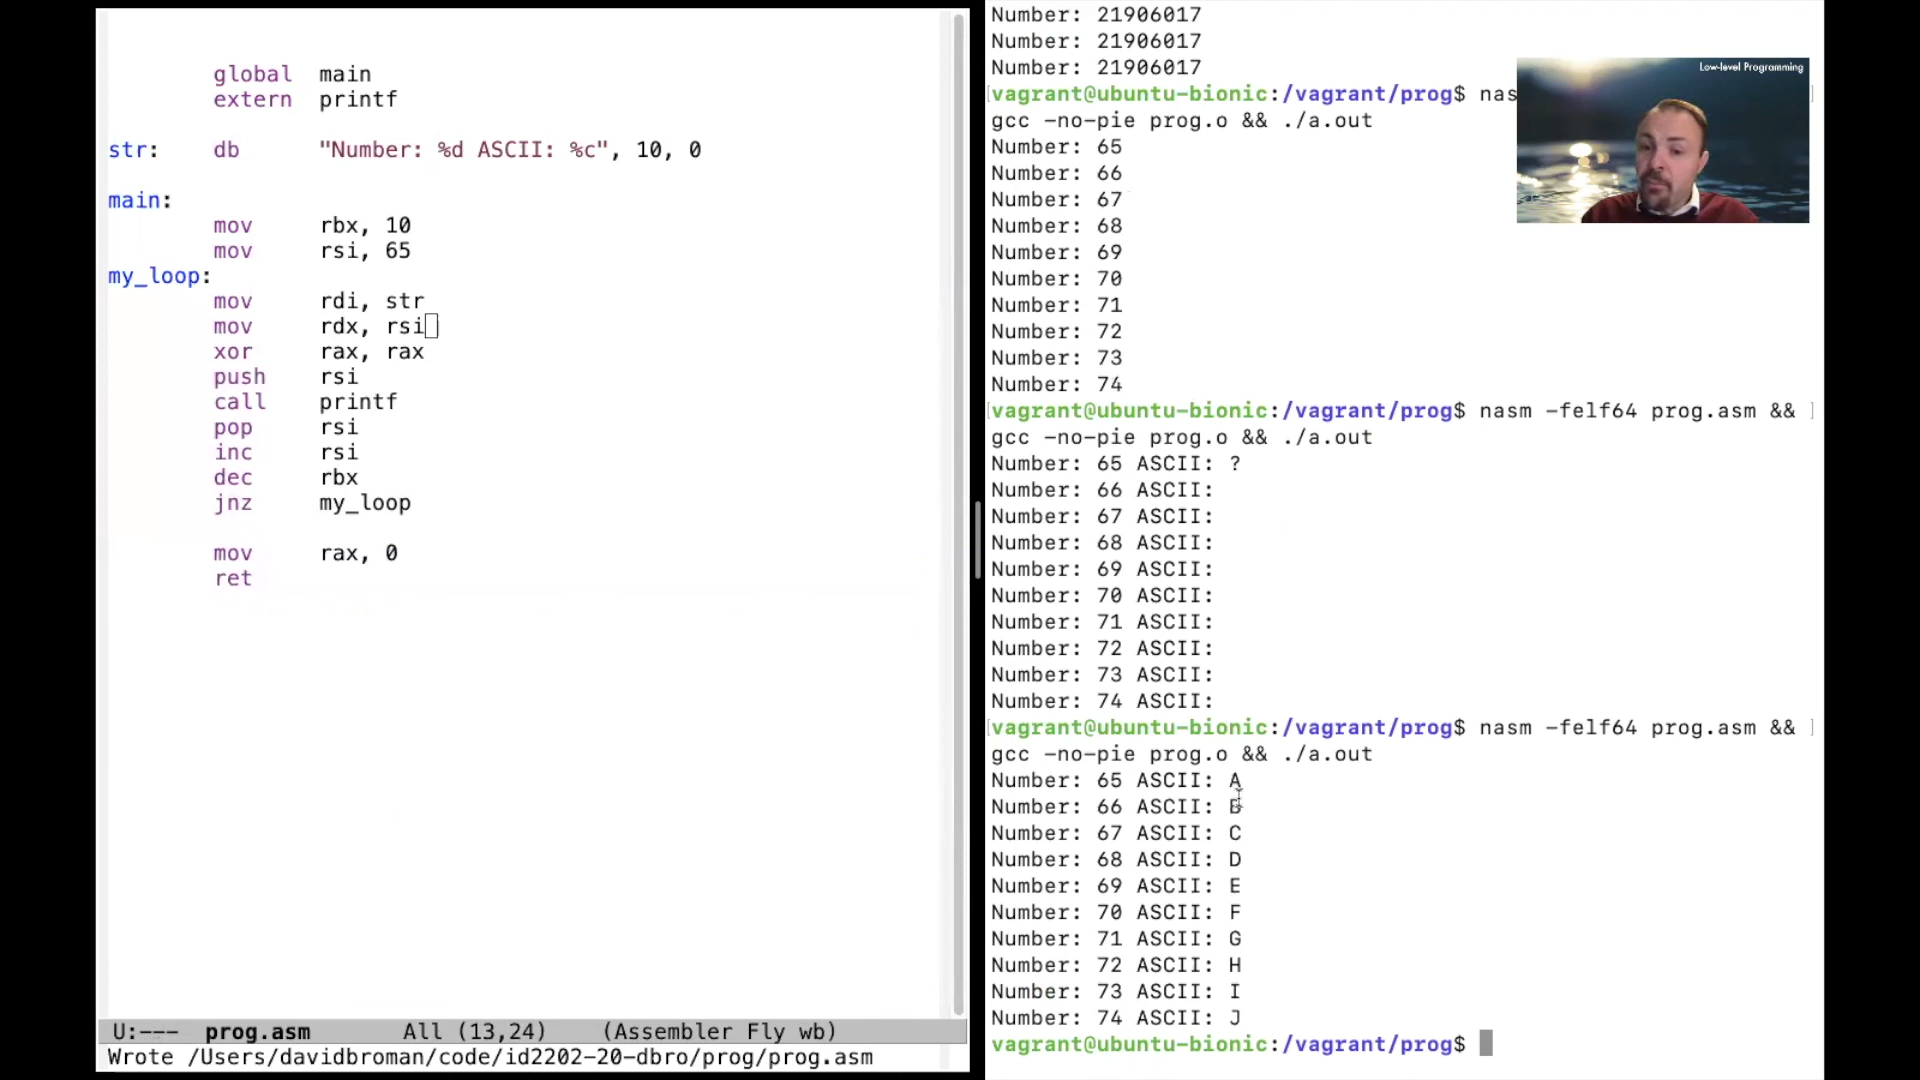 global main
extern printf
str: db "Number: %d ASCII: %c", 10, 0
main:
mov rbx, 10
mov rsi, 65
my_loop:
mov rdi, str
mov rdx, rsi
xor rax, rax
push rsi
call printf
pop rsi
inc rsi
dec rbx
jnz my_loop
mov rax, 0
ret
U:--- prog.asm All (13,24) (Assembler Fly wb)
Wrote /Users/davidbroman/code/id2202-20-dbro/prog/prog.asm
Number: 21906017
Number: 21906017
Number: 21906017
[vagrant@ubuntu-bionic:/vagrant/prog$ nas ]
gcc -no-pie prog.o && ./a.out
Number: 65
Number: 66
Number: 67
Number: 68
Number: 69
Number: 70
Number: 71
Number: 72
Number: 73
Number: 74
[vagrant@ubuntu-bionic:/vagrant/prog$ nasm -felf64 prog.asm && ]
gcc -no-pie prog.o && ./a.out
Number: 65 ASCII: ?
Number: 66 ASCII:
Number: 67 ASCII:
Number: 68 ASCII:
Number: 69 ASCII:
Number: 70 ASCII:
Number: 71 ASCII:
Number: 72 ASCII:
Number: 73 ASCII:
Number: 74 ASCII:
[vagrant@ubuntu-bionic:/vagrant/prog$ nasm -felf64 prog.asm && ]
gcc -no-pie prog.o && ./a.out
Number: 65 ASCII: A
Number: 66 ASCII: B
Number: 67 ASCII: C
Number: 68 ASCII: D
Number: 69 ASCII: E
Number: 70 ASCII: F
Number: 71 ASCII: G
Number: 72 ASCII: H
Number: 73 ASCII: I
Number: 74 ASCII: J
vagrant@ubuntu-bionic:/vagrant/prog$
Low-level Programming